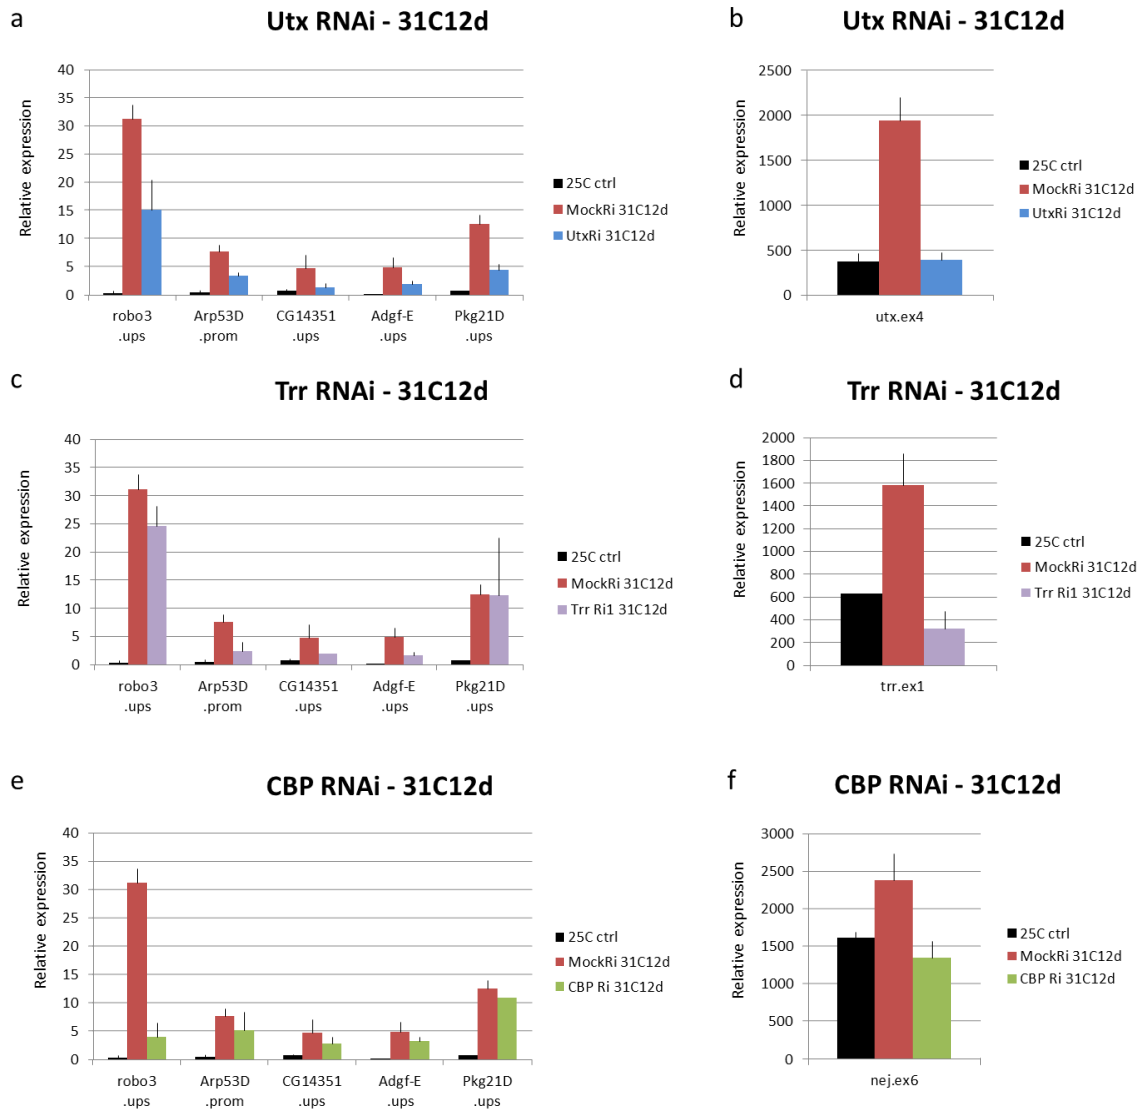 a
Utx RNAi - 31C12d
Relative expression
40
35
30
25
20
15
10
5
0
robo3
.ups
Arp53D
.prom
CG14351
.ups
Adgf-E
.ups
Pkg21D
.ups
25C ctrl
MockRi 31C12d
UtxRi 31C12d
b
Utx RNAi - 31C12d
Relative expression
2500
2000
1500
1000
500
0
utx.ex4
25C ctrl
MockRi 31C12d
UtxRi 31C12d
c
Trr RNAi - 31C12d
Relative expression
40
35
30
25
20
15
10
5
0
robo3
.ups
Arp53D
.prom
CG14351
.ups
Adgf-E
.ups
Pkg21D
.ups
25C ctrl
MockRi 31C12d
Trr Ri1 31C12d
d
Trr RNAi - 31C12d
Relative expression
2000
1800
1600
1400
1200
1000
800
600
400
200
0
trr.ex1
25C ctrl
MockRi 31C12d
Trr Ri1 31C12d
e
CBP RNAi - 31C12d
Relative expression
40
35
30
25
20
15
10
5
0
robo3
.ups
Arp53D
.prom
CG14351
.ups
Adgf-E
.ups
Pkg21D
.ups
25C ctrl
MockRi 31C12d
CBP Ri 31C12d
f
CBP RNAi - 31C12d
Relative expression
3000
2500
2000
1500
1000
500
0
nej.ex6
25C ctrl
MockRi 31C12d
CBP Ri 31C12d